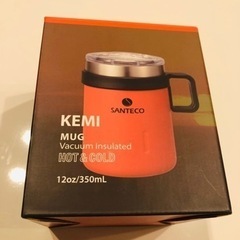 SANTECO
KEMI
MUG
Vacuum Insulated
HOT & COLD
12oz/350mL